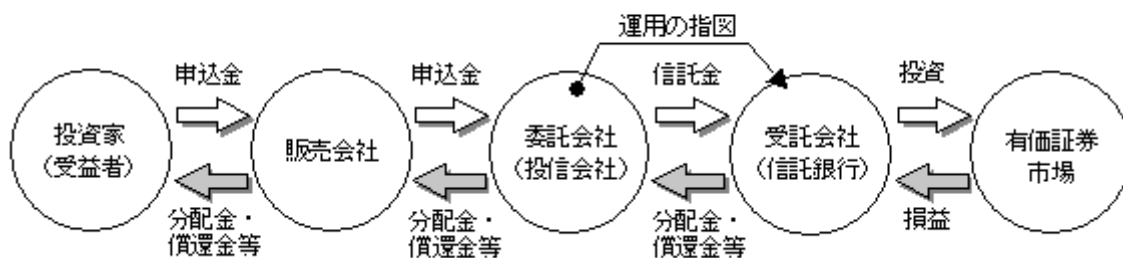 運用の指図
申込金
申込金
信託金
投資
投資家
(受益者)
販売会社
委託会社
(投信会社)
受託会社
(信託銀行)
有価証券
市場
分配金・
償還金等
分配金・
償還金等
分配金・
償還金等
損益